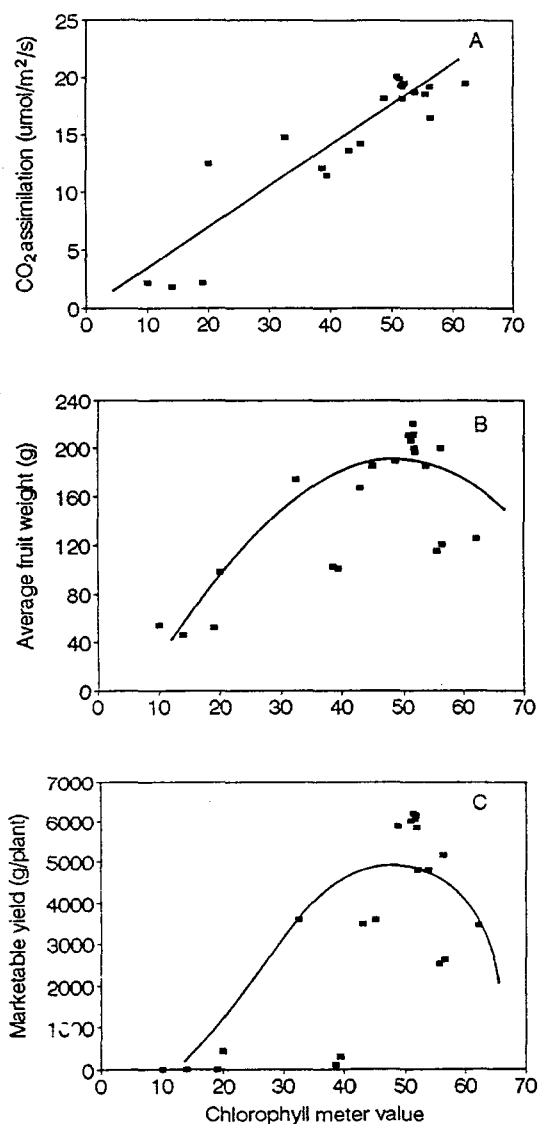 A
CO₂assimilation (umol/m²/s)
25
20
15
10
5
0
0 10 20 30 40 50 60 70
B
Average fruit weight (g)
240
200
160
120
80
40
0
0 10 20 30 40 50 60 70
C
Marketable yield (g/plant)
7000
6000
5000
4000
3000
2000
0
0 10 20 30 40 50 60 70
Chlorophyll meter value